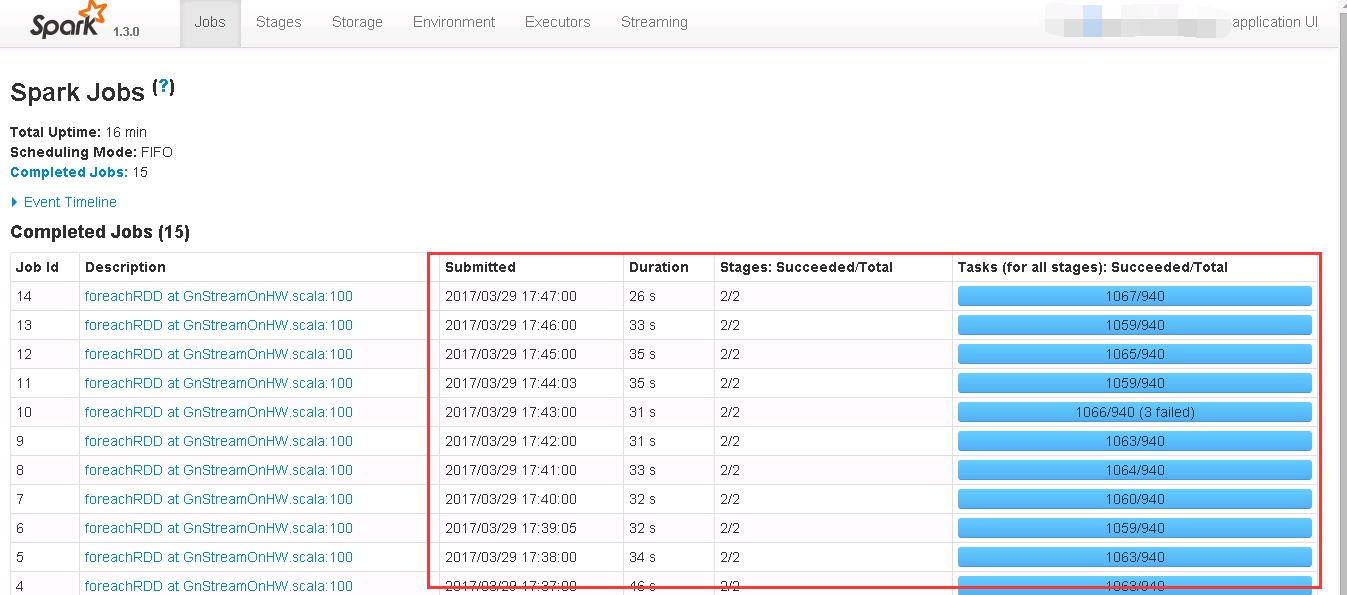 Spark 1.3.0 Jobs Stages Storage Environment Executors Streaming application UI
Spark Jobs (?)
Total Uptime: 16 min
Scheduling Mode: FIFO
Completed Jobs: 15
Event Timeline
Completed Jobs (15)
Job Id Description Submitted Duration Stages: Succeeded/Total Tasks (for all stages): Succeeded/Total
14 foreachRDD at GnStreamOnHW.scala:100 2017/03/29 17:47:00 26 s 2/2 1067/940
13 foreachRDD at GnStreamOnHW.scala:100 2017/03/29 17:46:00 33 s 2/2 1059/940
12 foreachRDD at GnStreamOnHW.scala:100 2017/03/29 17:45:00 35 s 2/2 1065/940
11 foreachRDD at GnStreamOnHW.scala:100 2017/03/29 17:44:03 35 s 2/2 1059/940
10 foreachRDD at GnStreamOnHW.scala:100 2017/03/29 17:43:00 31 s 2/2 1066/940 (3 failed)
9 foreachRDD at GnStreamOnHW.scala:100 2017/03/29 17:42:00 31 s 2/2 1063/940
8 foreachRDD at GnStreamOnHW.scala:100 2017/03/29 17:41:00 33 s 2/2 1064/940
7 foreachRDD at GnStreamOnHW.scala:100 2017/03/29 17:40:00 32 s 2/2 1060/940
6 foreachRDD at GnStreamOnHW.scala:100 2017/03/29 17:39:05 32 s 2/2 1059/940
5 foreachRDD at GnStreamOnHW.scala:100 2017/03/29 17:38:00 34 s 2/2 1063/940
4 foreachRDD at GnStreamOnHW.scala:100 2017/03/29 17:37:00 46 s 2/2 1063/940